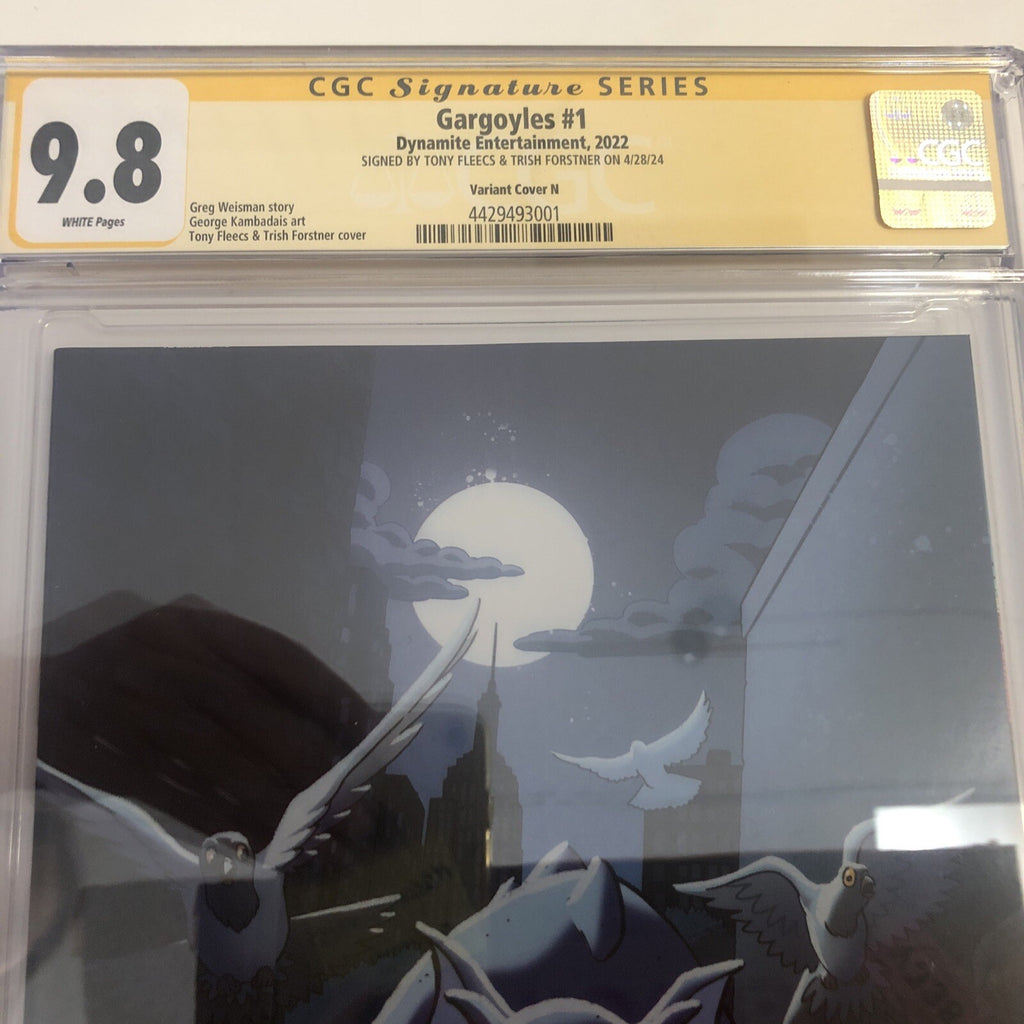 CGC Signature SERIES
Gargoyles #1
Dynamite Entertainment, 2022
SIGNED BY TONY FLEECS & TRISH FORSTNER ON 4/28/24
Variant Cover N
4429493001
9.8
WHITE Pages
Greg Weisman story
George Kambadais art
Tony Fleecs & Trish Forstner cover
CGC
CGC